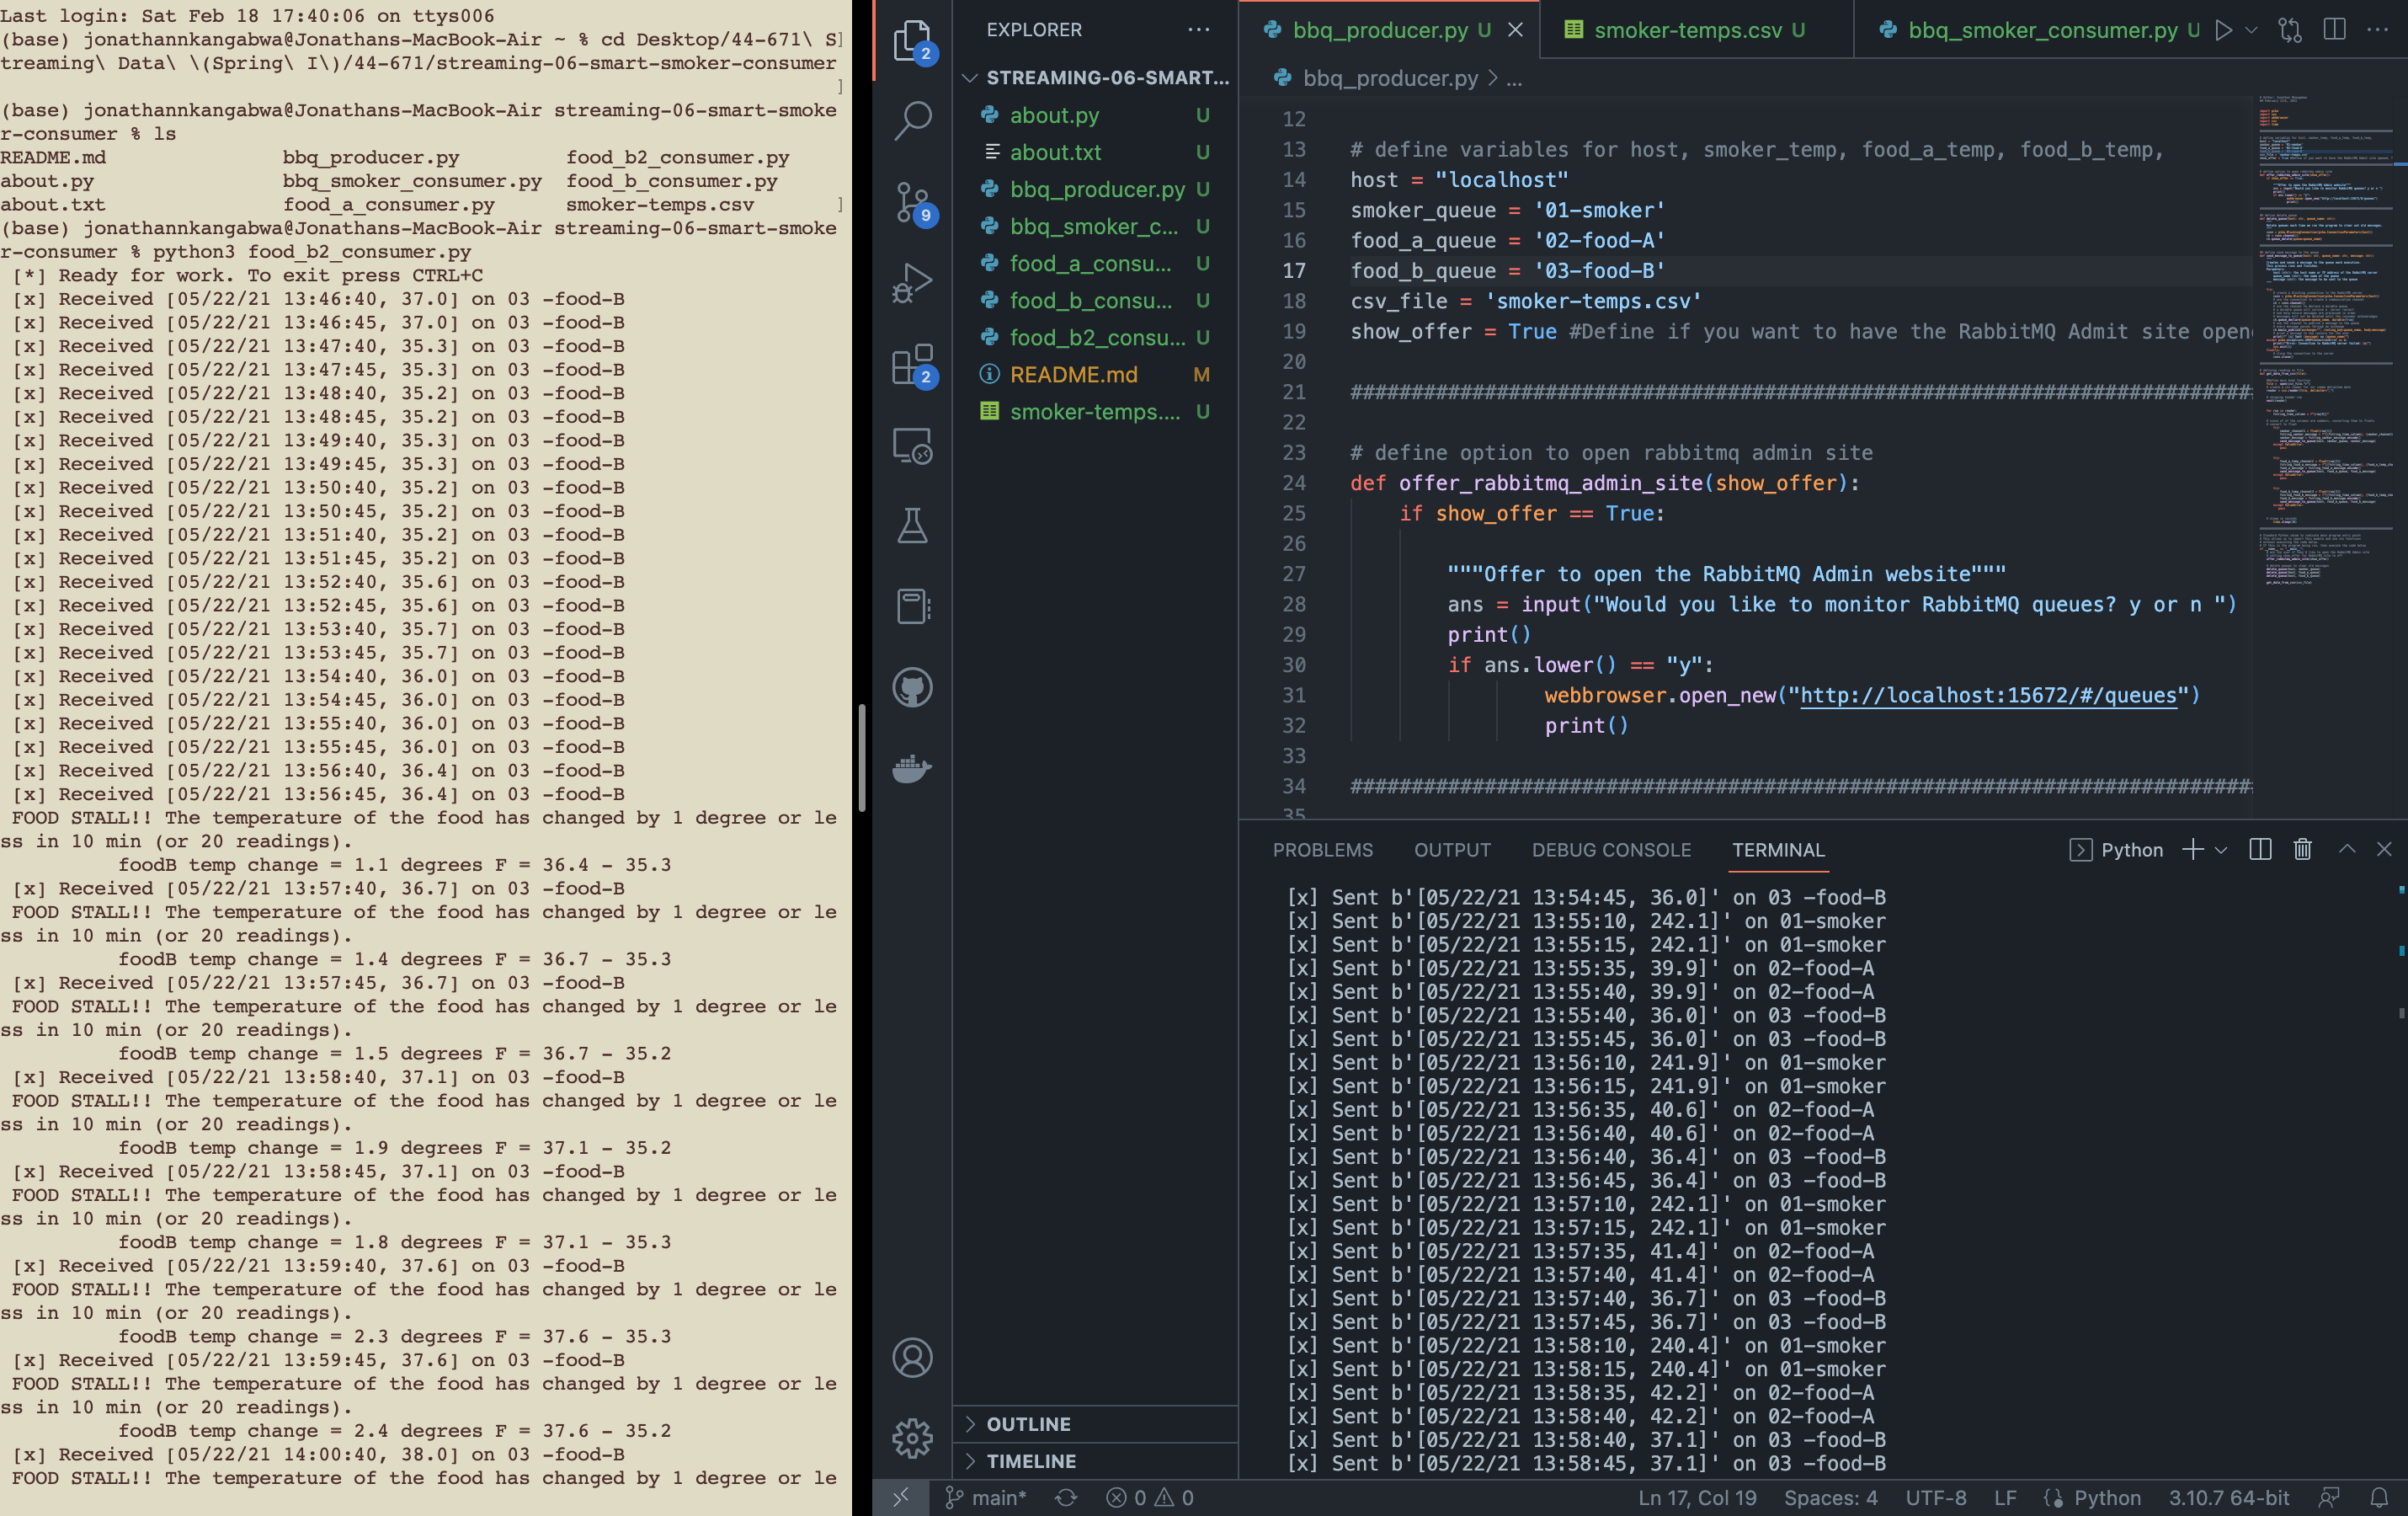 Last login: Sat Feb 18 17:40:06 on ttys006
(base) jonathannkangabwa@Jonathans-MacBook-Air ~ % cd Desktop/44-671\ S]
treaming\ Data\ \(Spring\ I\)/44-671/streaming-06-smart-smoker-consumer
]
(base) jonathannkangabwa@Jonathans-MacBook-Air streaming-06-smart-smoke
r-consumer % ls
README.md bbq_producer.py food_b2_consumer.py
about.py bbq_smoker_consumer.py food_b_consumer.py
about.txt food_a_consumer.py smoker-temps.csv ]
(base) jonathannkangabwa@Jonathans-MacBook-Air streaming-06-smart-smoke
r-consumer % python3 food_b2_consumer.py
[*] Ready for work. To exit press CTRL+C
[x] Received [05/22/21 13:46:40, 37.0] on 03 -food-B
[x] Received [05/22/21 13:46:45, 37.0] on 03 -food-B
[x] Received [05/22/21 13:47:40, 35.3] on 03 -food-B
[x] Received [05/22/21 13:47:45, 35.3] on 03 -food-B
[x] Received [05/22/21 13:48:40, 35.2] on 03 -food-B
[x] Received [05/22/21 13:48:45, 35.2] on 03 -food-B
[x] Received [05/22/21 13:49:40, 35.3] on 03 -food-B
[x] Received [05/22/21 13:49:45, 35.3] on 03 -food-B
[x] Received [05/22/21 13:50:40, 35.2] on 03 -food-B
[x] Received [05/22/21 13:50:45, 35.2] on 03 -food-B
[x] Received [05/22/21 13:51:40, 35.2] on 03 -food-B
[x] Received [05/22/21 13:51:45, 35.2] on 03 -food-B
[x] Received [05/22/21 13:52:40, 35.6] on 03 -food-B
[x] Received [05/22/21 13:52:45, 35.6] on 03 -food-B
[x] Received [05/22/21 13:53:40, 35.7] on 03 -food-B
[x] Received [05/22/21 13:53:45, 35.7] on 03 -food-B
[x] Received [05/22/21 13:54:40, 36.0] on 03 -food-B
[x] Received [05/22/21 13:54:45, 36.0] on 03 -food-B
[x] Received [05/22/21 13:55:40, 36.0] on 03 -food-B
[x] Received [05/22/21 13:55:45, 36.0] on 03 -food-B
[x] Received [05/22/21 13:56:40, 36.4] on 03 -food-B
[x] Received [05/22/21 13:56:45, 36.4] on 03 -food-B
FOOD STALL!! The temperature of the food has changed by 1 degree or le
ss in 10 min (or 20 readings).
foodB temp change = 1.1 degrees F = 36.4 - 35.3
[x] Received [05/22/21 13:57:40, 36.7] on 03 -food-B
FOOD STALL!! The temperature of the food has changed by 1 degree or le
ss in 10 min (or 20 readings).
foodB temp change = 1.4 degrees F = 36.7 - 35.3
[x] Received [05/22/21 13:57:45, 36.7] on 03 -food-B
FOOD STALL!! The temperature of the food has changed by 1 degree or le
ss in 10 min (or 20 readings).
foodB temp change = 1.5 degrees F = 36.7 - 35.2
[x] Received [05/22/21 13:58:40, 37.1] on 03 -food-B
FOOD STALL!! The temperature of the food has changed by 1 degree or le
ss in 10 min (or 20 readings).
foodB temp change = 1.9 degrees F = 37.1 - 35.2
[x] Received [05/22/21 13:58:45, 37.1] on 03 -food-B
FOOD STALL!! The temperature of the food has changed by 1 degree or le
ss in 10 min (or 20 readings).
foodB temp change = 1.8 degrees F = 37.1 - 35.3
[x] Received [05/22/21 13:59:40, 37.6] on 03 -food-B
FOOD STALL!! The temperature of the food has changed by 1 degree or le
ss in 10 min (or 20 readings).
foodB temp change = 2.3 degrees F = 37.6 - 35.3
[x] Received [05/22/21 13:59:45, 37.6] on 03 -food-B
FOOD STALL!! The temperature of the food has changed by 1 degree or le
ss in 10 min (or 20 readings).
foodB temp change = 2.4 degrees F = 37.6 - 35.2
[x] Received [05/22/21 14:00:40, 38.0] on 03 -food-B
FOOD STALL!! The temperature of the food has changed by 1 degree or le
2
9
2
EXPLORER ...
STREAMING-06-SMART...
about.py U
about.txt U
bbq_producer.py U
bbq_smoker_c... U
food_a_consu... U
food_b_consu... U
food_b2_consu... U
README.md M
smoker-temps.... U
OUTLINE
TIMELINE
bbq_producer.py U smoker-temps.csv U bbq_smoker_consumer.py U
bbq_producer.py > ...
12
13 # define variables for host, smoker_temp, food_a_temp, food_b_temp,
14 host = "localhost"
15 smoker_queue = '01-smoker'
16 food_a_queue = '02-food-A'
17 food_b_queue = '03-food-B'
18 csv_file = 'smoker-temps.csv'
19 show_offer = True #Define if you want to have the RabbitMQ Admit site open
20
21 ##########################################################################
22
23 # define option to open rabbitmq admin site
24 def offer_rabbitmq_admin_site(show_offer):
25 if show_offer == True:
26
27 """Offer to open the RabbitMQ Admin website"""
28 ans = input("Would you like to monitor RabbitMQ queues? y or n ")
29 print()
30 if ans.lower() == "y":
31 webbrowser.open_new("http://localhost:15672/#/queues")
32 print()
33
34 ##########################################################################
35
PROBLEMS OUTPUT DEBUG CONSOLE TERMINAL Python
[x] Sent b'[05/22/21 13:54:45, 36.0]' on 03 -food-B
[x] Sent b'[05/22/21 13:55:10, 242.1]' on 01-smoker
[x] Sent b'[05/22/21 13:55:15, 242.1]' on 01-smoker
[x] Sent b'[05/22/21 13:55:35, 39.9]' on 02-food-A
[x] Sent b'[05/22/21 13:55:40, 39.9]' on 02-food-A
[x] Sent b'[05/22/21 13:55:40, 36.0]' on 03 -food-B
[x] Sent b'[05/22/21 13:55:45, 36.0]' on 03 -food-B
[x] Sent b'[05/22/21 13:56:10, 241.9]' on 01-smoker
[x] Sent b'[05/22/21 13:56:15, 241.9]' on 01-smoker
[x] Sent b'[05/22/21 13:56:35, 40.6]' on 02-food-A
[x] Sent b'[05/22/21 13:56:40, 40.6]' on 02-food-A
[x] Sent b'[05/22/21 13:56:40, 36.4]' on 03 -food-B
[x] Sent b'[05/22/21 13:56:45, 36.4]' on 03 -food-B
[x] Sent b'[05/22/21 13:57:10, 242.1]' on 01-smoker
[x] Sent b'[05/22/21 13:57:15, 242.1]' on 01-smoker
[x] Sent b'[05/22/21 13:57:35, 41.4]' on 02-food-A
[x] Sent b'[05/22/21 13:57:40, 41.4]' on 02-food-A
[x] Sent b'[05/22/21 13:57:40, 36.7]' on 03 -food-B
[x] Sent b'[05/22/21 13:57:45, 36.7]' on 03 -food-B
[x] Sent b'[05/22/21 13:58:10, 240.4]' on 01-smoker
[x] Sent b'[05/22/21 13:58:15, 240.4]' on 01-smoker
[x] Sent b'[05/22/21 13:58:35, 42.2]' on 02-food-A
[x] Sent b'[05/22/21 13:58:40, 42.2]' on 02-food-A
[x] Sent b'[05/22/21 13:58:40, 37.1]' on 03 -food-B
[x] Sent b'[05/22/21 13:58:45, 37.1]' on 03 -food-B
main* 0 0 Ln 17, Col 19 Spaces: 4 UTF-8 LF Python 3.10.7 64-bit